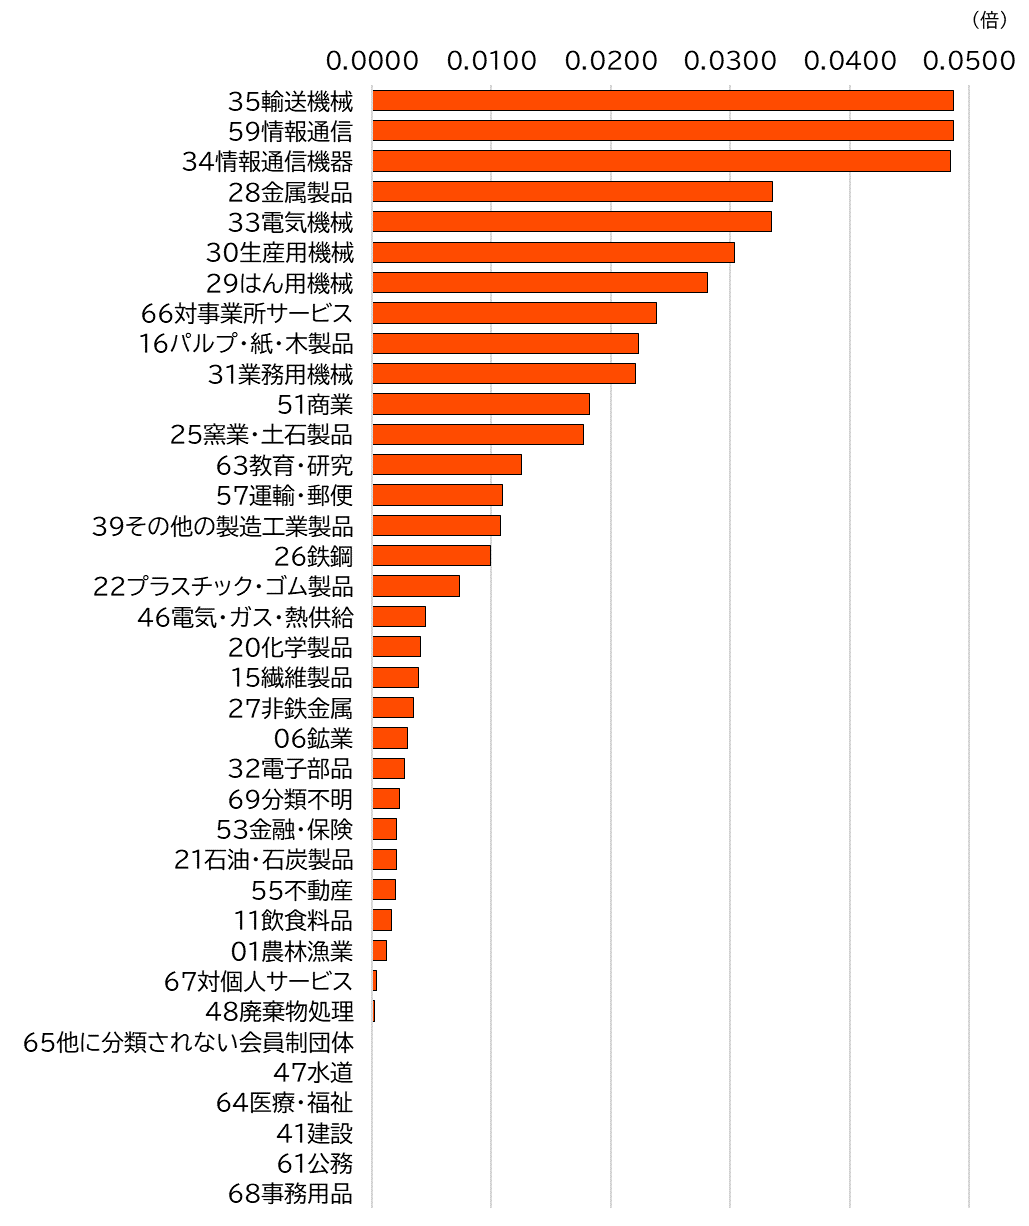 （倍）
0.0000 0.0100 0.0200 0.0300 0.0400 0.0500
35輸送機械
59情報通信
34情報通信機器
28金属製品
33電気機械
30生産用機械
29はん用機械
66対事業所サービス
16パルプ・紙・木製品
31業務用機械
51商業
25窯業・土石製品
63教育・研究
57運輸・郵便
39その他の製造工業製品
26鉄鋼
22プラスチック・ゴム製品
46電気・ガス・熱供給
20化学製品
15繊維製品
27非鉄金属
06鉱業
32電子部品
69分類不明
53金融・保険
21石油・石炭製品
55不動産
11飲食料品
01農林漁業
67対個人サービス
48廃棄物処理
65他に分類されない会員制団体
47水道
64医療・福祉
41建設
61公務
68事務用品